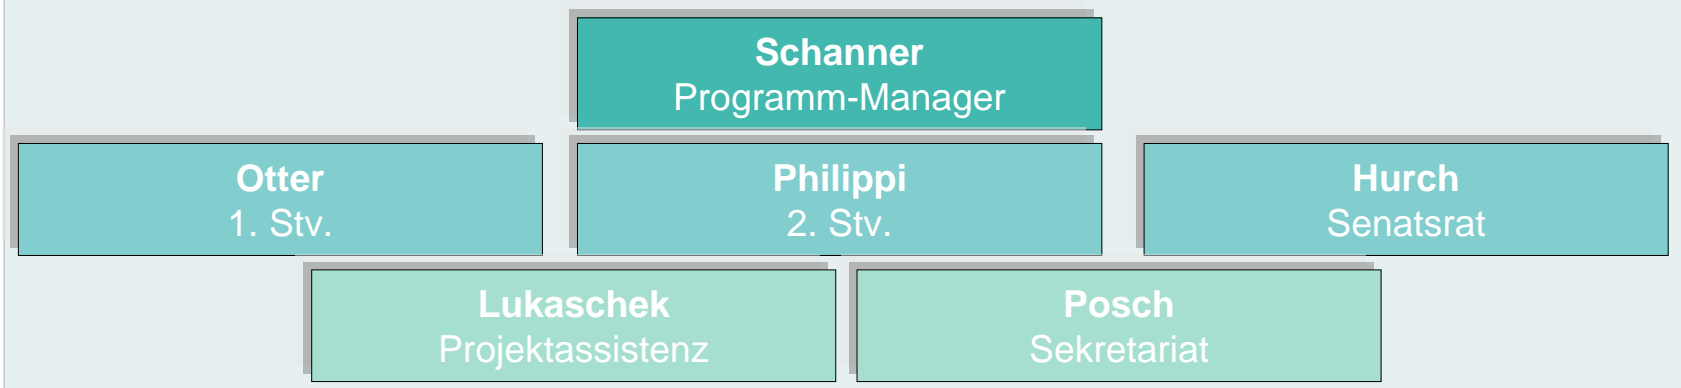 Schanner
Programm-Manager
Otter
1. Stv.
Philippi
2. Stv.
Hurch
Senatsrat
Lukaschek
Projektassistenz
Posch
Sekretariat